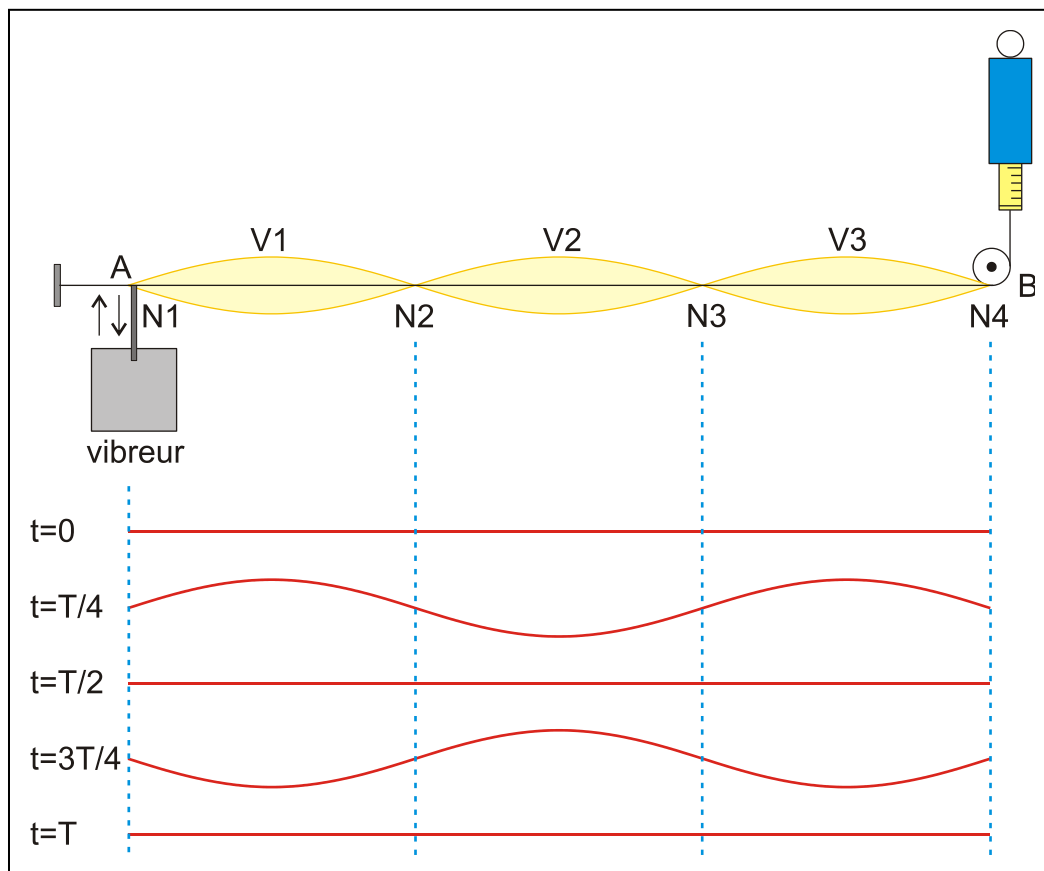 V1 V2 V3
A
B
N1 N2 N3 N4
vibreur
t=0
t=T/4
t=T/2
t=3T/4
t=T